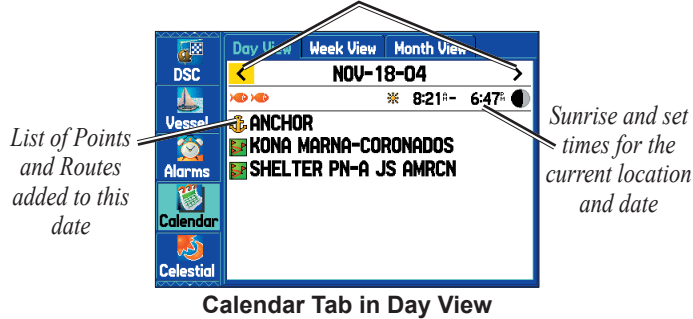 Day View Week View Month View
DSC
NOV-18-04
8:21 AM - 6:47 PM
Vessel
ANCHOR
KONA MARNA-CORONADOS
SHELTER PN-A JS AMRCN
Alarms
Calendar
Celestial
List of Points
and Routes
added to this
date
Sunrise and set
times for the
current location
and date
Calendar Tab in Day View